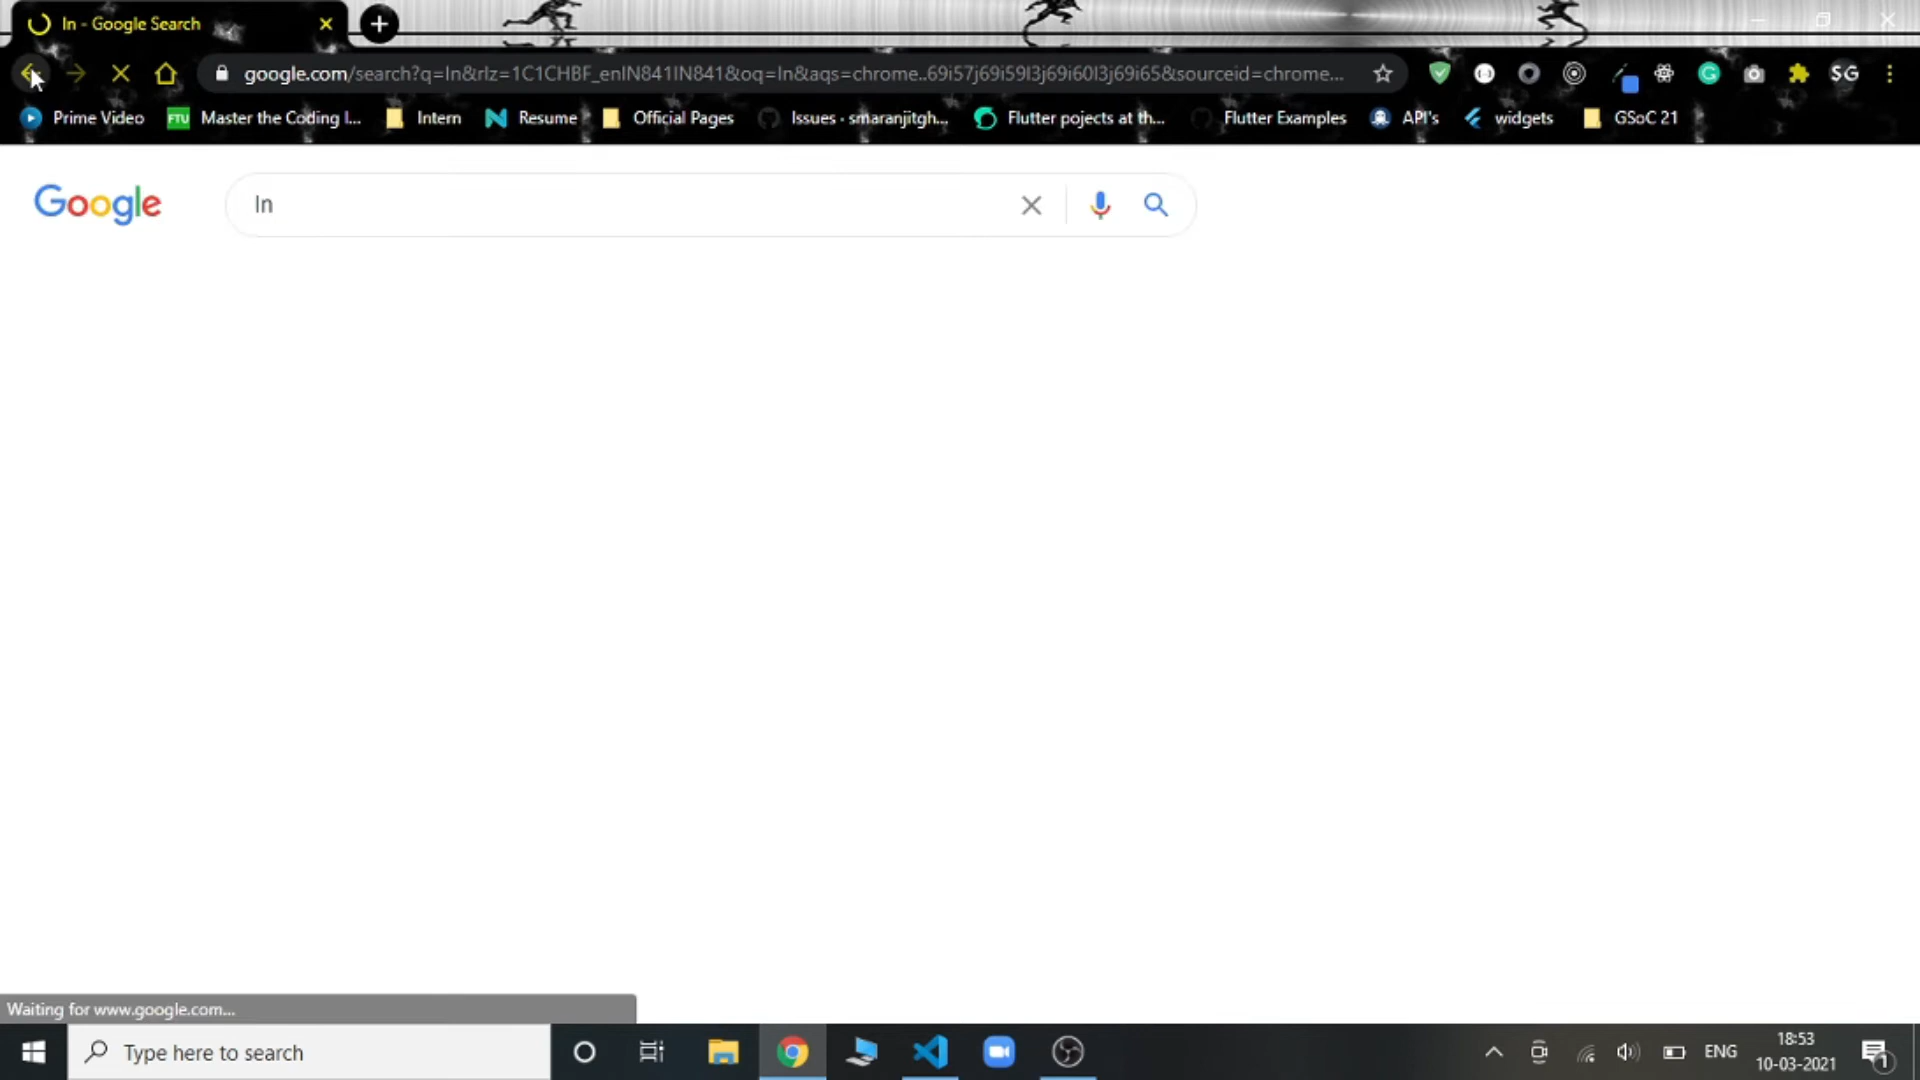 In - Google Search
google.com/search?q=In&rlz=1C1CHBF_enIN841IN841&oq=In&aqs=chrome..69i57j69i59l3j69i60l3j69i65&sourceid=chrome...
SG
Prime Video
FTU
Master the Coding I...
Intern
Resume
Official Pages
Issues · smaranjitgh...
Flutter pojects at th...
Flutter Examples
API's
widgets
GSoC 21
Google
In
Waiting for www.google.com...
Type here to search
ENG
18:53
10-03-2021
1